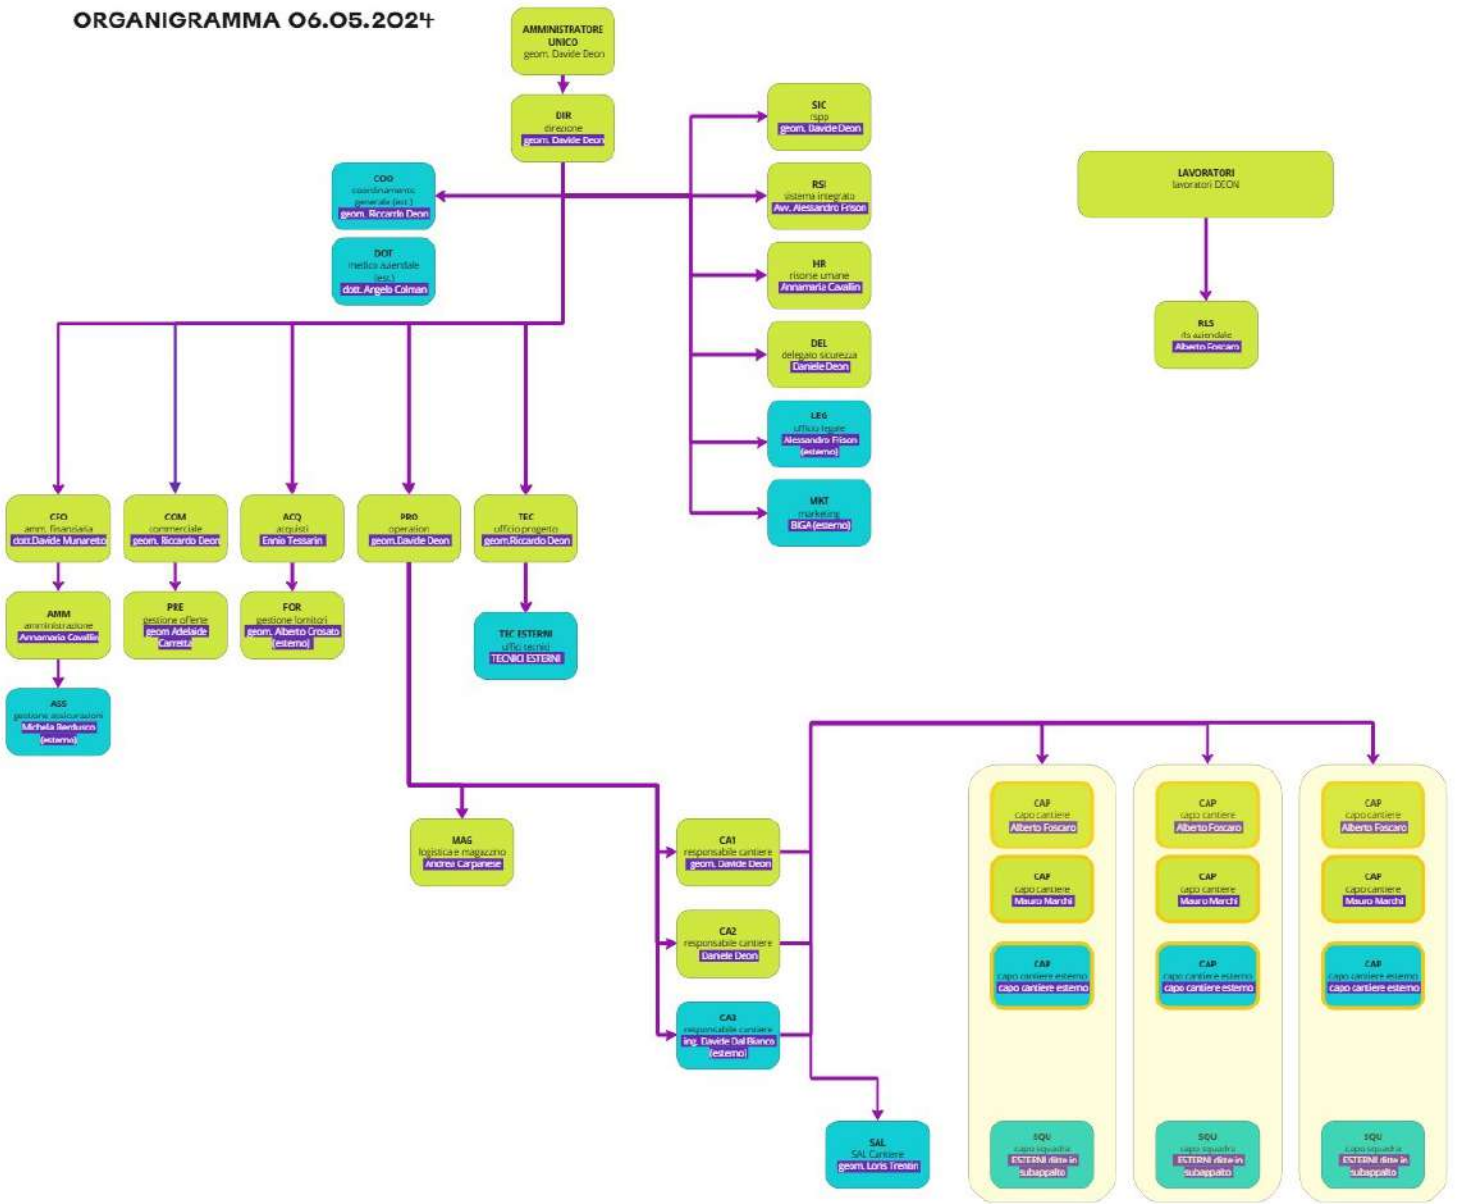 ORGANIGRAMMA 06.05.2024
AMMINISTRATORE
UNICO
geom. Davide Deon
DIR
direzione
geom. Davide Deon
COO
coordinamento
generale (est.)
geom. Riccardo Deon
DOT
medico aziendale
(est.)
dott. Angelo Colman
SIC
rspp
geom. Davide Deon
RSI
sistema integrato
Avv. Alessandro Frison
HR
risorse umane
Annamaria Cavallin
DEL
delegato sicurezza
Daniele Deon
LEG
ufficio legale
Alessandro Frison
(esterno)
MKT
marketing
BIGA (esterno)
LAVORATORI
lavoratori DEON
RLS
rls aziendale
Alberto Foscaro
CFO
amm. finanziaria
dott.Davide Munaretto
COM
commerciale
geom. Riccardo Deon
ACQ
acquisti
Ennio Tessarin
PRO
operation
geom.Davide Deon
TEC
ufficio progetto
geom.Riccardo Deon
AMM
amministrazione
Annamaria Cavallin
PRE
gestione offerte
geom Adelaide
Carretta
FOR
gestione fornitori
geom. Alberto Crosato
(esterno)
TEC ESTERNI
uffici tecnici
TECNICI ESTERNI
ASS
gestione assicurazioni
Michela Berdusco
(esterno)
MAG
logistica e magazzino
Andrea Carpanese
CA1
responsabile cantiere
geom. Davide Deon
CA2
responsabile cantiere
Daniele Deon
CA3
responsabile cantiere
ing. Davide Dal Bianco
(esterno)
SAL
SAL Cantiere
geom. Loris Trentin
CAP
capo cantiere
Alberto Foscaro
CAP
capo cantiere
Mauro Marchi
CAP
capo cantiere esterno
capo cantiere esterno
SQU
capo squadra
ESTERNI ditte in
subappalto
CAP
capo cantiere
Alberto Foscaro
CAP
capo cantiere
Mauro Marchi
CAP
capo cantiere esterno
capo cantiere esterno
SQU
capo squadra
ESTERNI ditte in
subappalto
CAP
capo cantiere
Alberto Foscaro
CAP
capo cantiere
Mauro Marchi
CAP
capo cantiere esterno
capo cantiere esterno
SQU
capo squadra
ESTERNI ditte in
subappalto